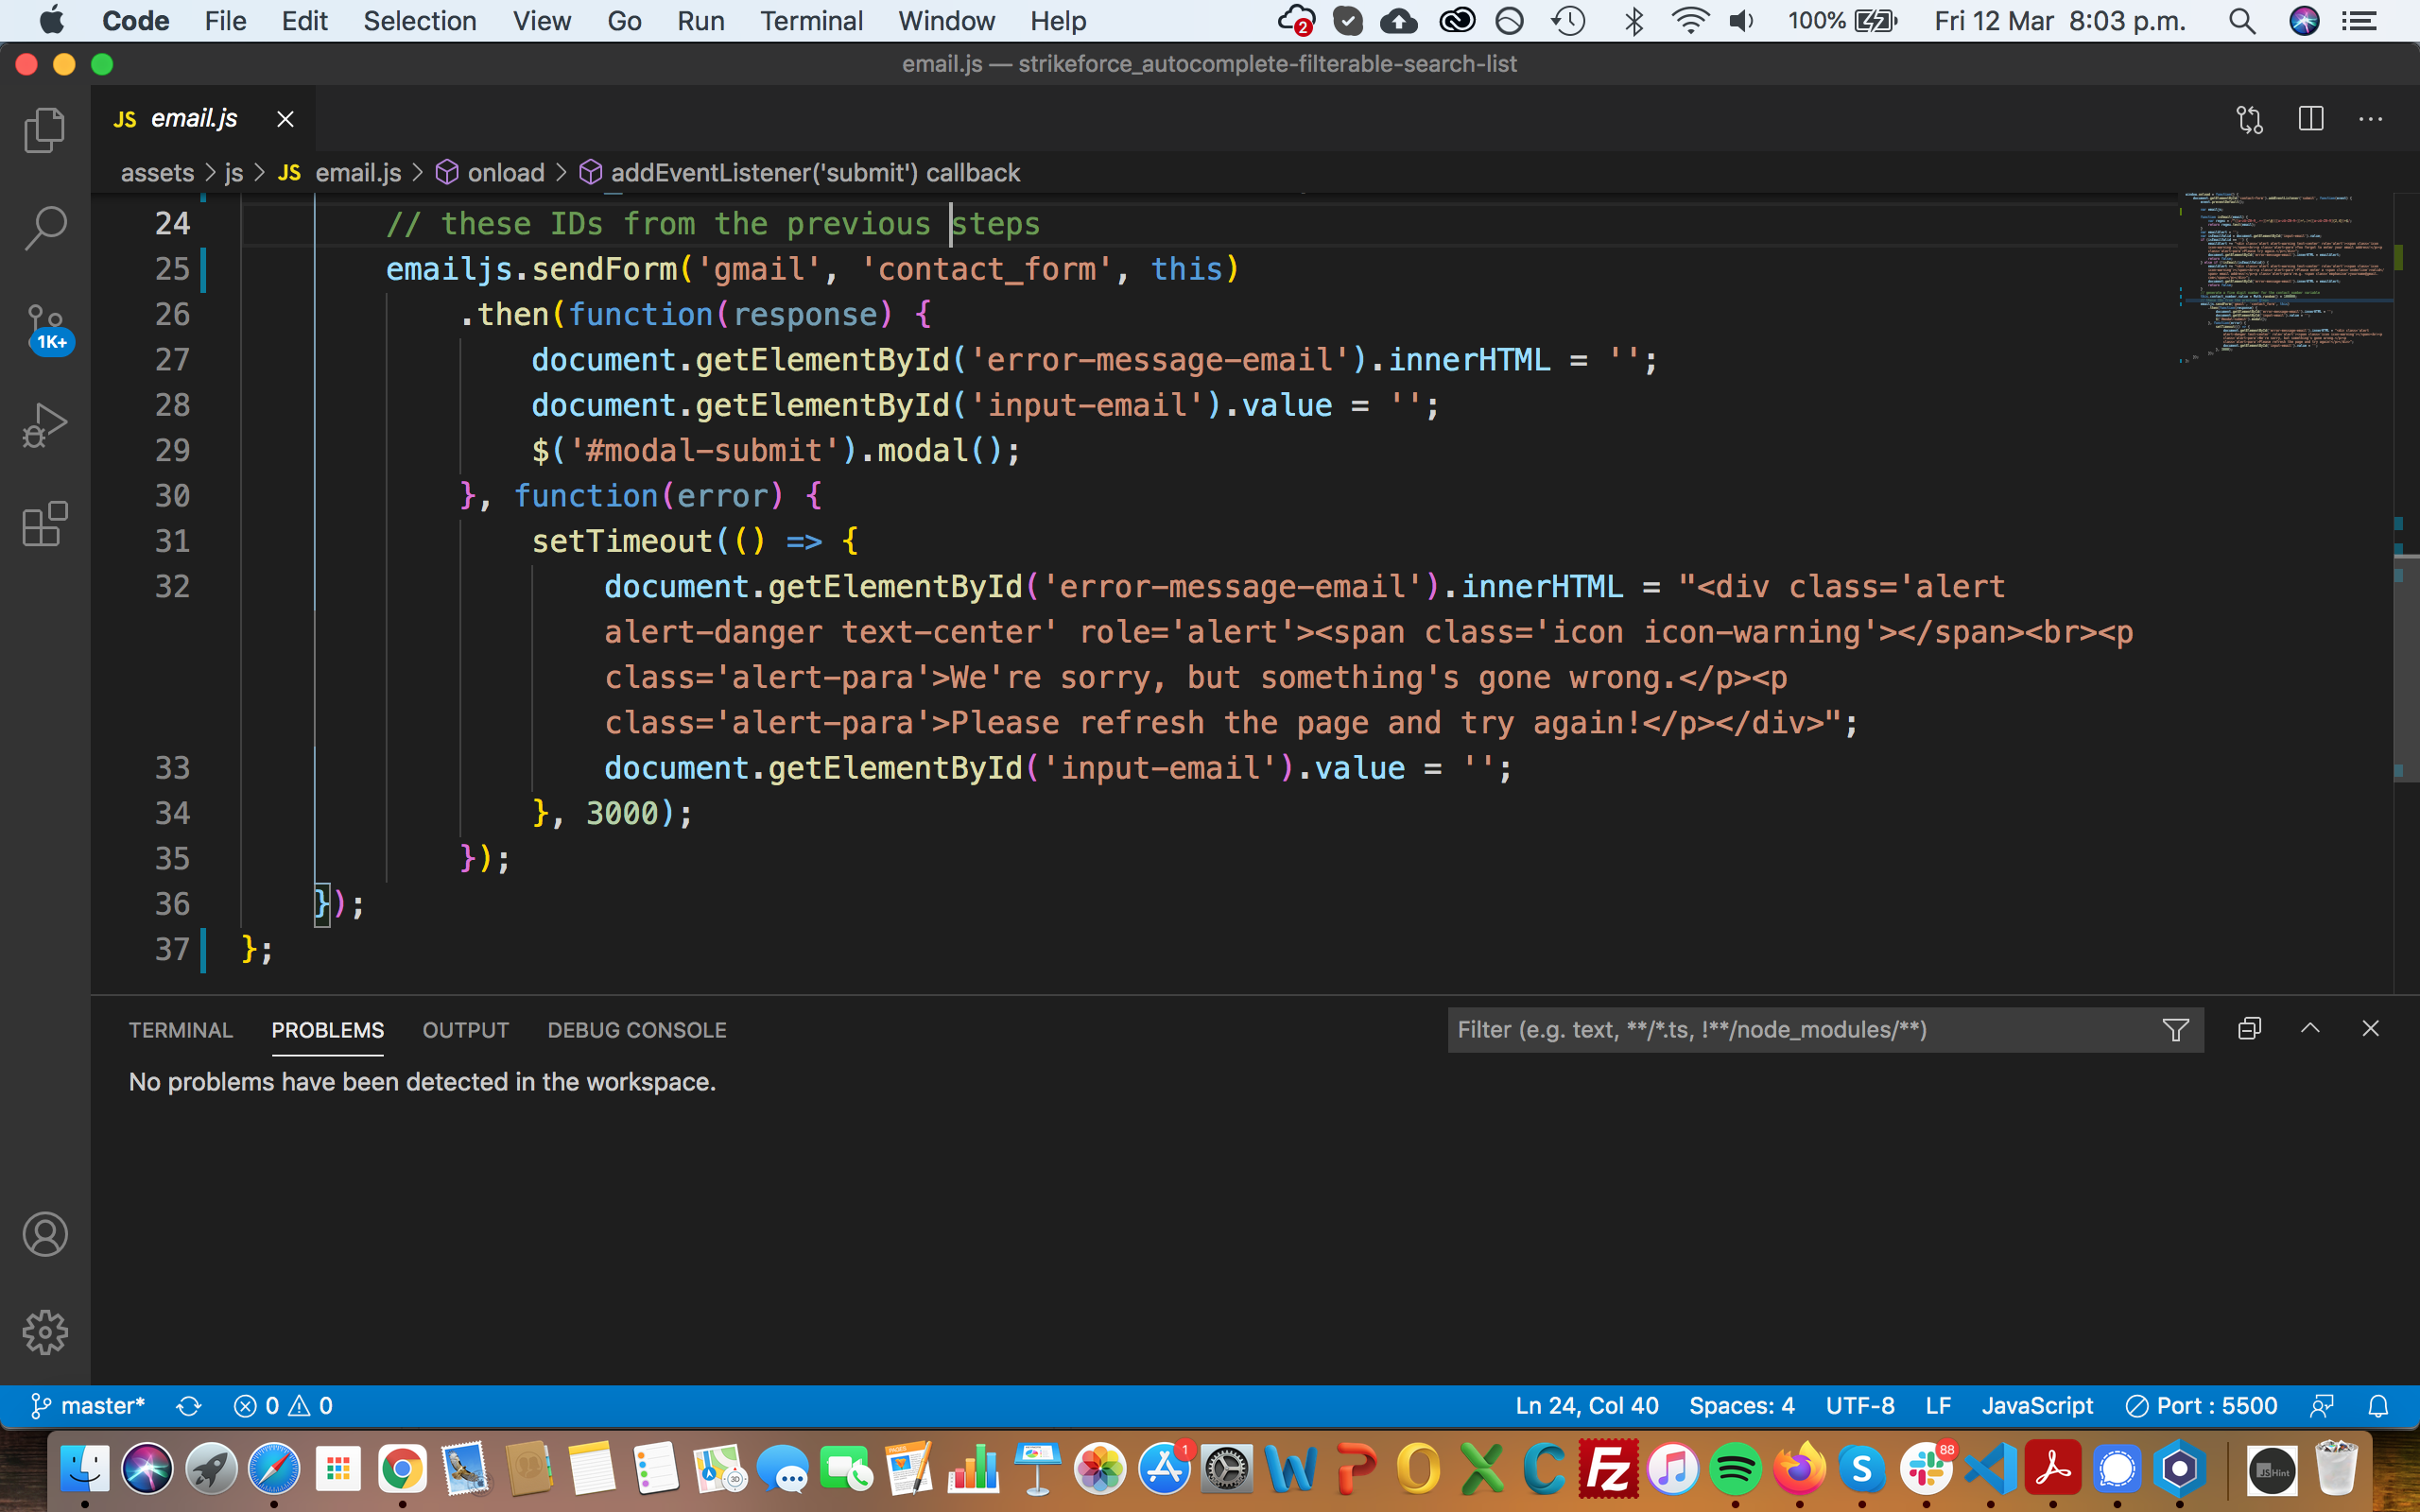 Code File Edit Selection View Go Run Terminal Window Help 2 100% Fri 12 Mar 8:03 p.m.
email.js — strikeforce_autocomplete-filterable-search-list
JS email.js
assets > js > JS email.js > onload > addEventListener('submit') callback
24 // these IDs from the previous steps
25 emailjs.sendForm('gmail', 'contact_form', this)
26 .then(function(response) {
27 document.getElementById('error-message-email').innerHTML = '';
28 document.getElementById('input-email').value = '';
29 $('#modal-submit').modal();
30 }, function(error) {
31 setTimeout(() => {
32 document.getElementById('error-message-email').innerHTML = "<div class='alert
alert-danger text-center' role='alert'><span class='icon icon-warning'></span><br><p
class='alert-para'>We're sorry, but something's gone wrong.</p><p
class='alert-para'>Please refresh the page and try again!</p></div>";
33 document.getElementById('input-email').value = '';
34 }, 3000);
35 });
36 });
37 };
1K+
TERMINAL PROBLEMS OUTPUT DEBUG CONSOLE Filter (e.g. text, **/*.ts, !**/node_modules/**)
No problems have been detected in the workspace.
master* 0 0 Ln 24, Col 40 Spaces: 4 UTF-8 LF JavaScript Port : 5500
3D PAGES 1 W P O X C Fz S 88 JSHint